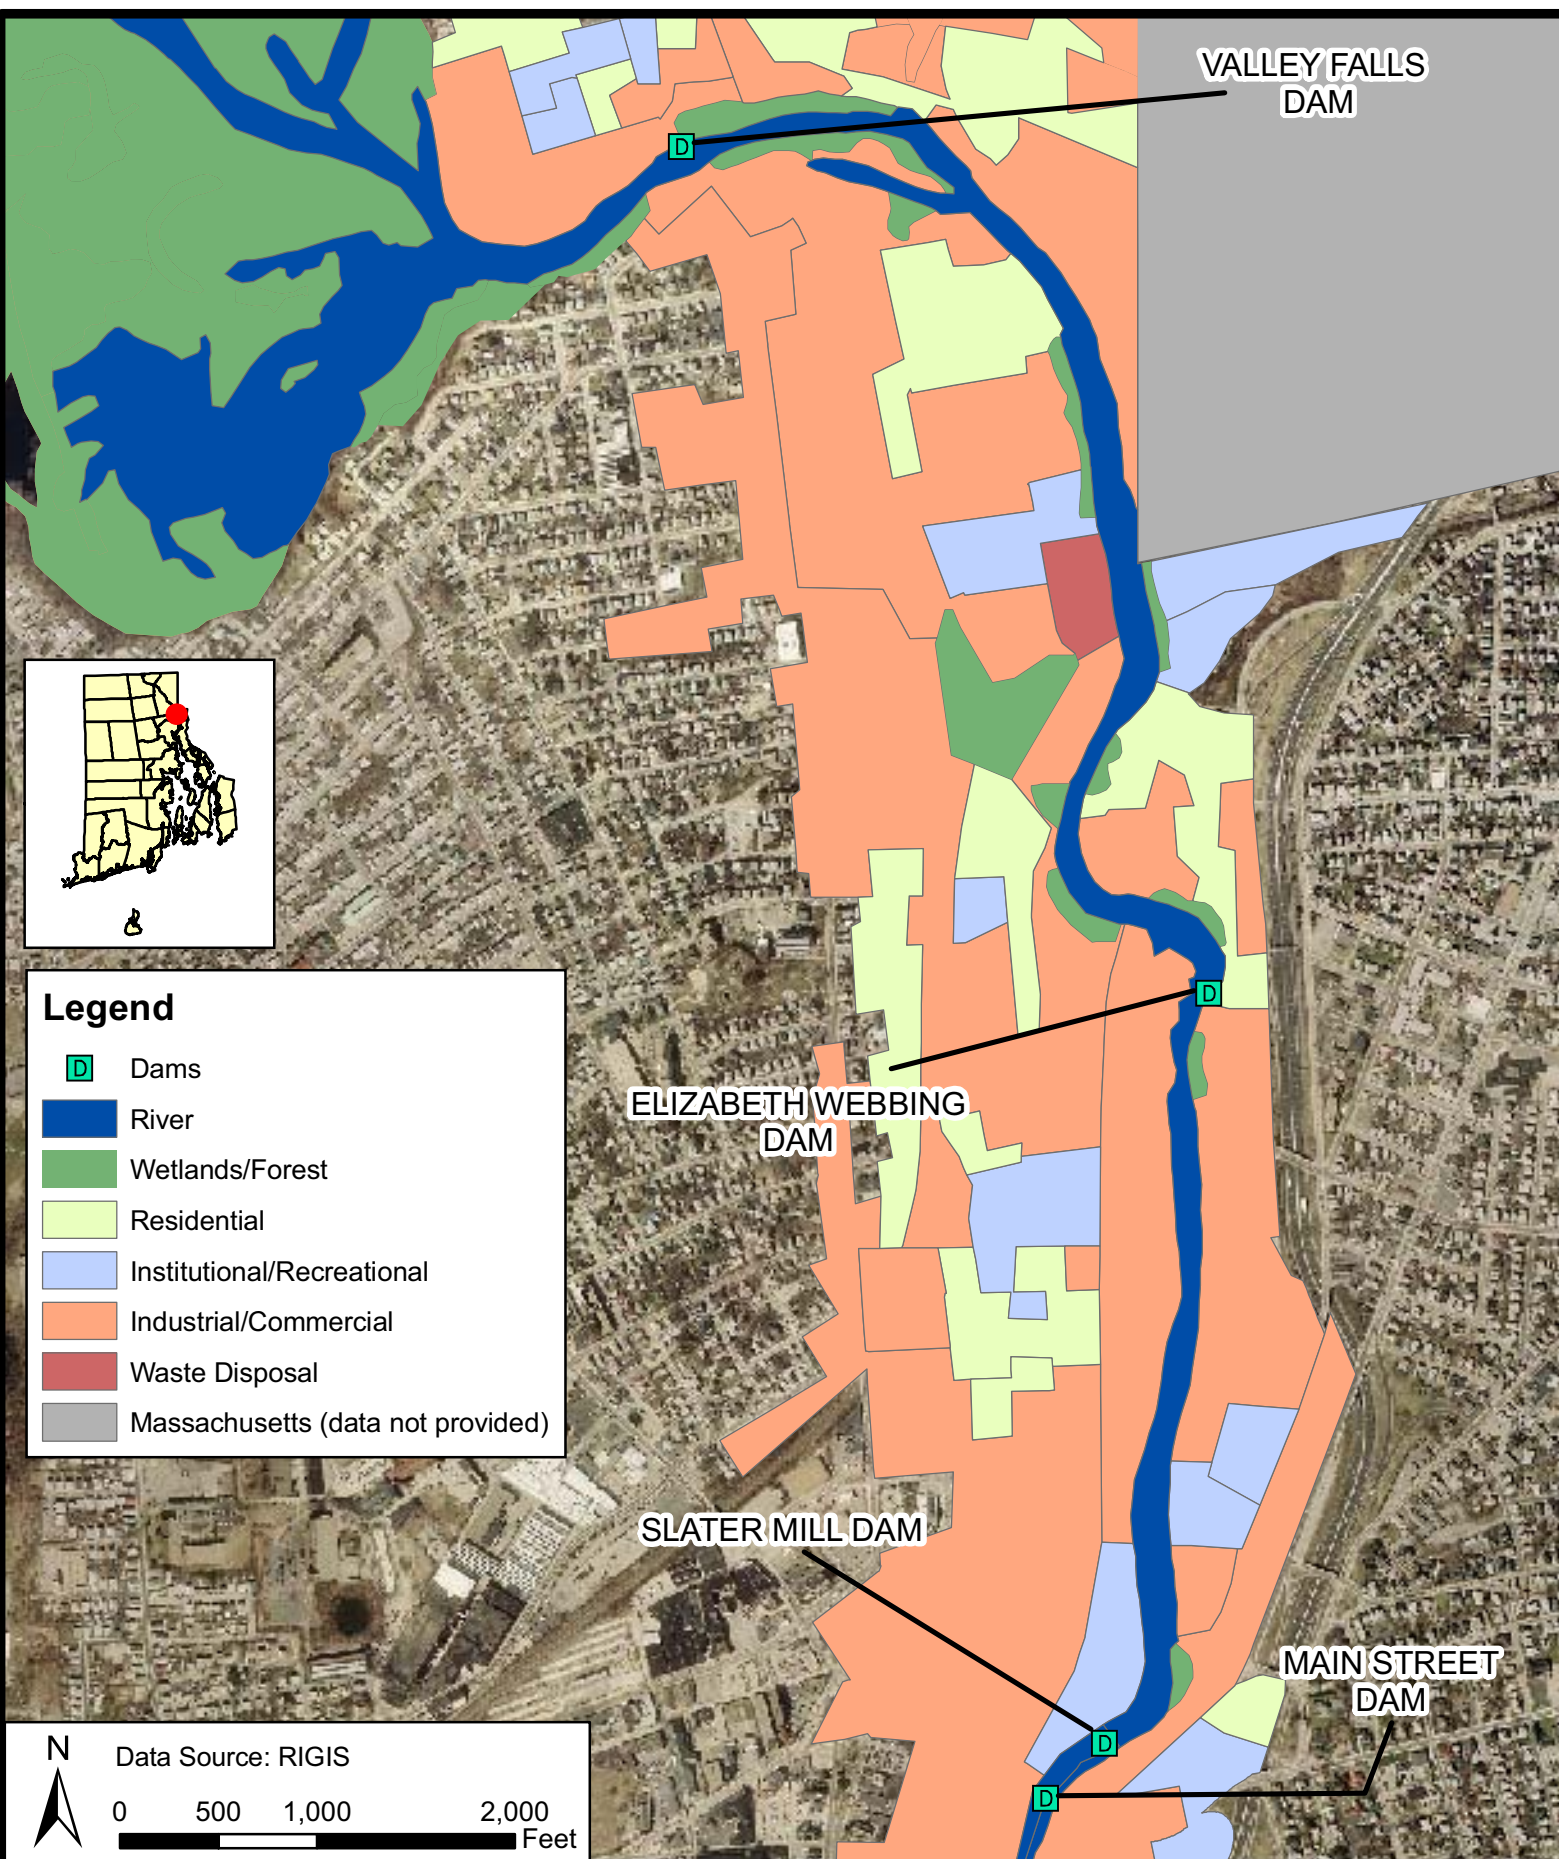 VALLEY FALLS
DAM
D
D
ELIZABETH WEBBING
DAM
Legend
D Dams
River
Wetlands/Forest
Residential
Institutional/Recreational
Industrial/Commercial
Waste Disposal
Massachusetts (data not provided)
SLATER MILL DAM
MAIN STREET
DAM
D
D
N
Data Source: RIGIS
0 500 1,000 2,000
Feet